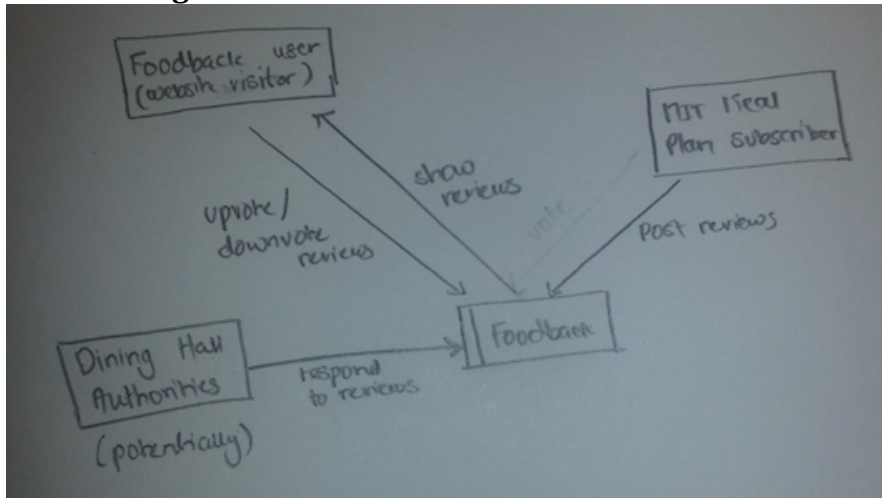 Foodback user
(website visitor)
MIT Meal
Plan Subscriber
show
reviews
vote
upvote/
downvote
reviews
post reviews
Foodback
Dining Hall
Authorities
(potentially)
respond
to reviews